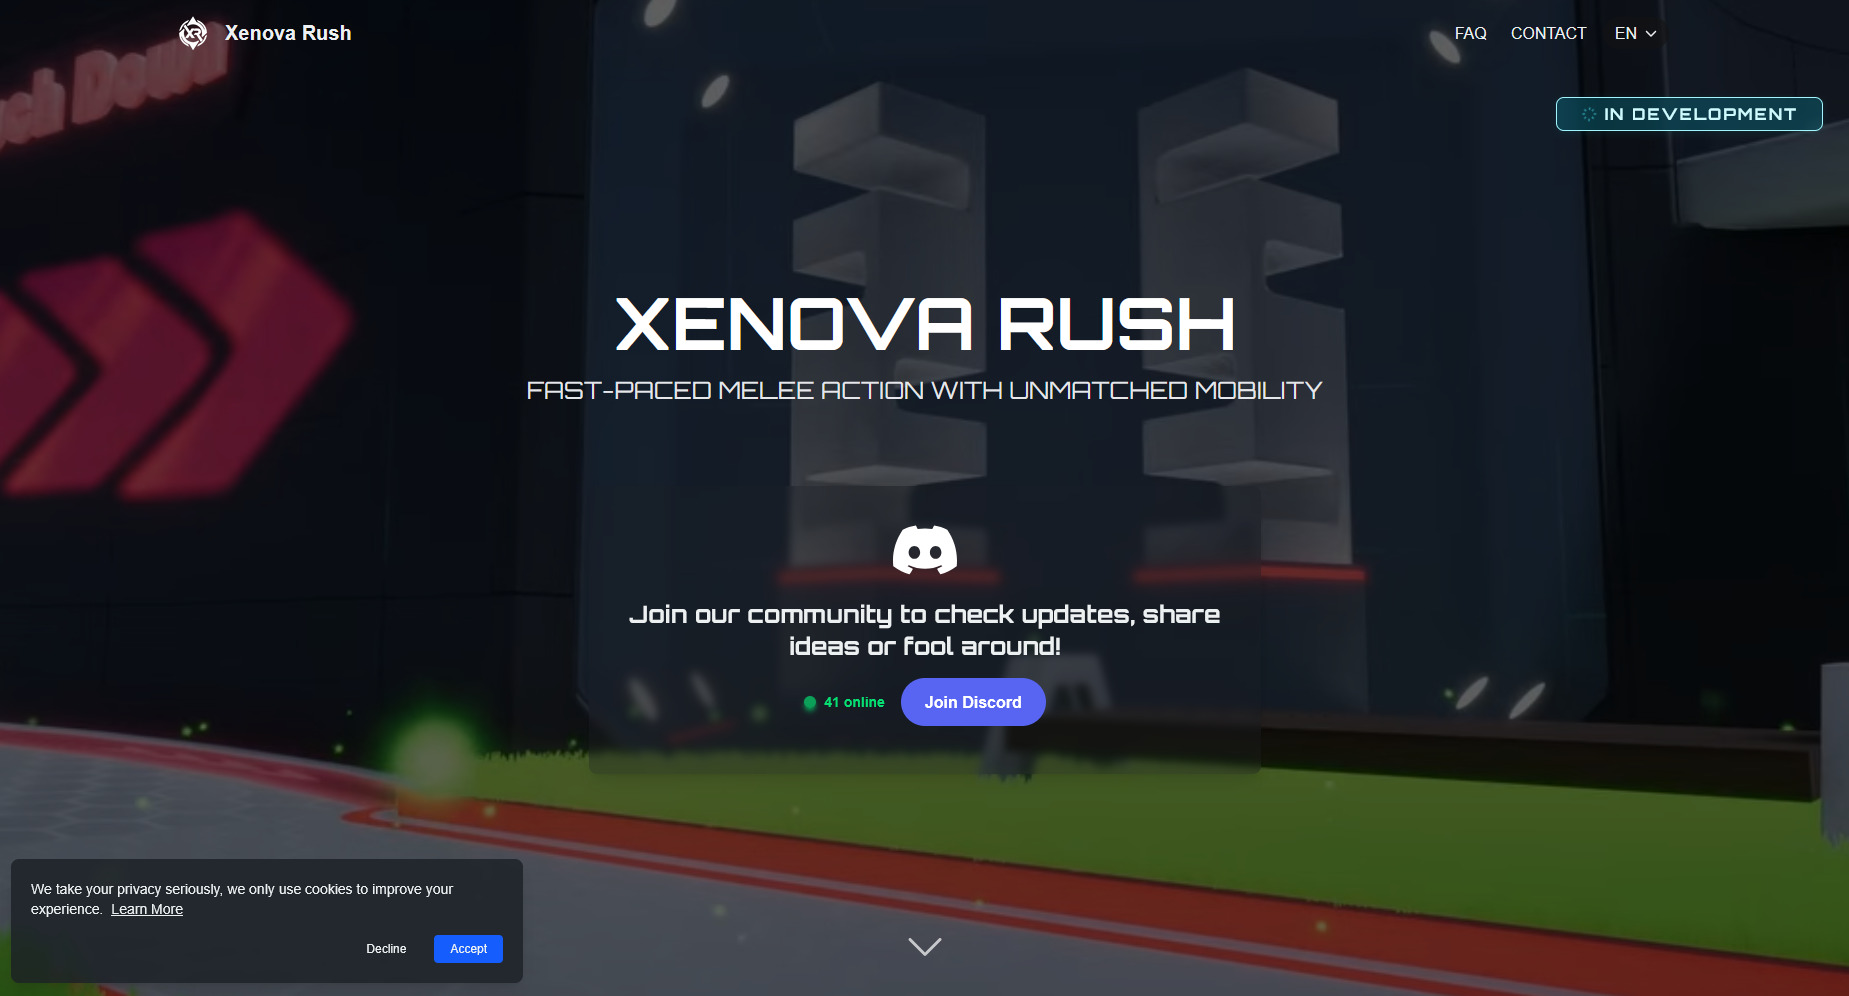 Xenova Rush
FAQ
CONTACT
EN
Down
IN DEVELOPMENT
XENOVA RUSH
FAST-PACED MELEE ACTION WITH UNMATCHED MOBILITY
Join our community to check updates, share
ideas or fool around!
41 online
Join Discord
We take your privacy seriously, we only use cookies to improve your
experience. Learn More
Decline
Accept